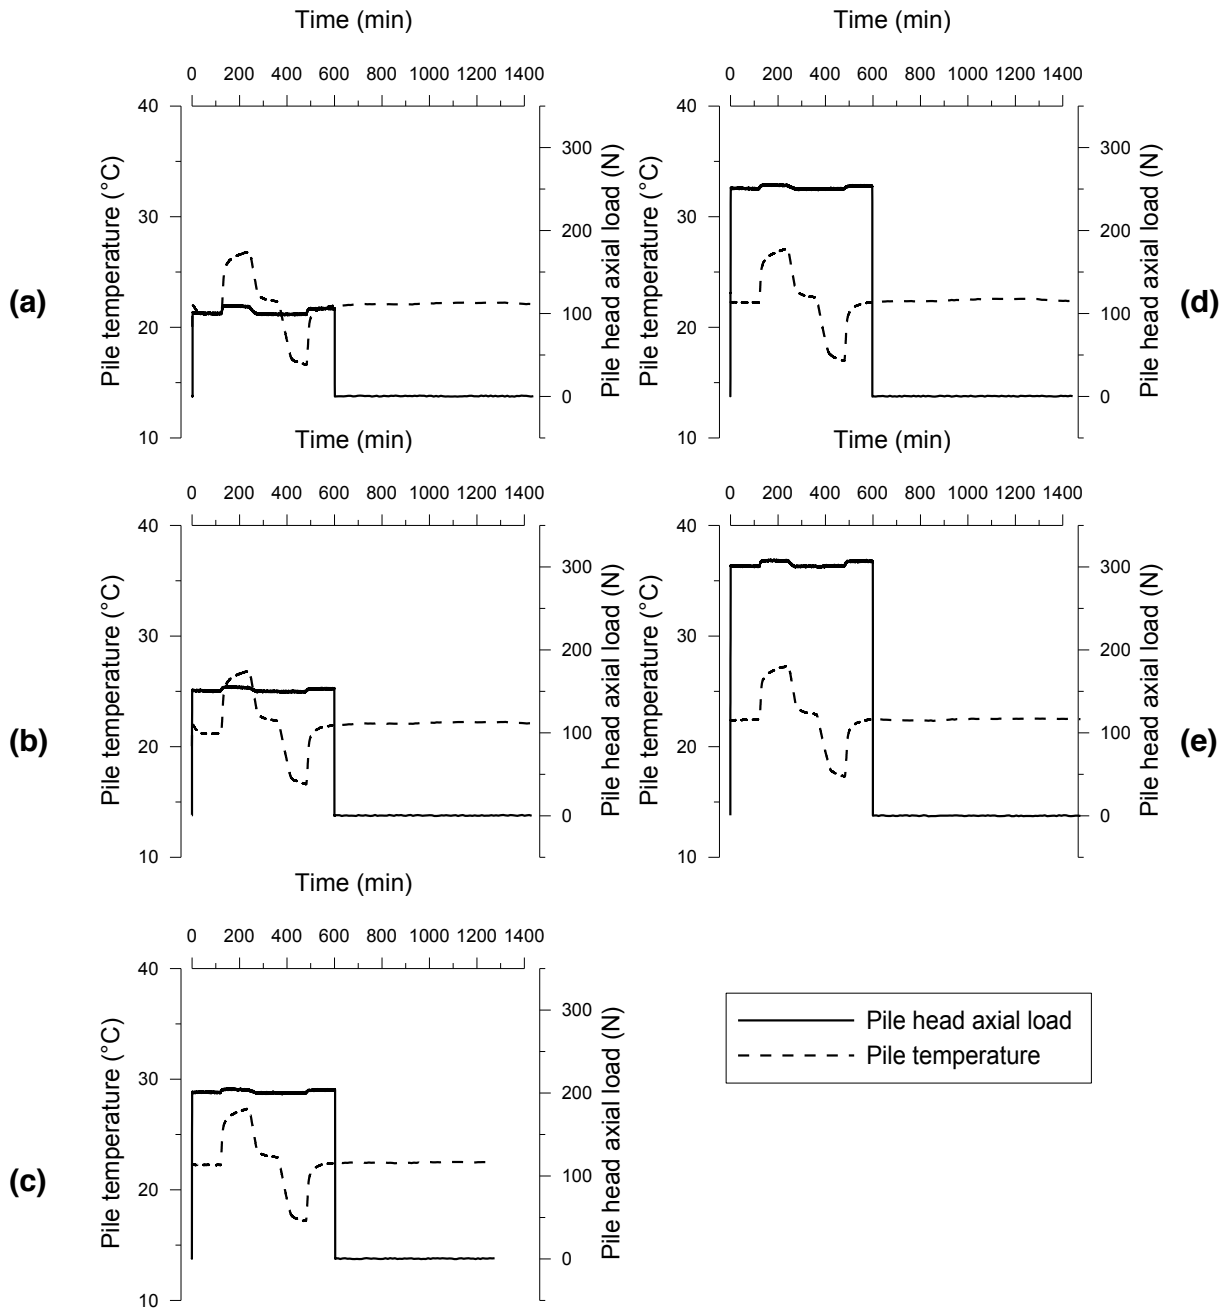 Time (min)
0 200 400 600 800 1000 1200 1400
40
30
20
10
Pile temperature (°C)
300
200
100
0
Pile head axial load (N)
(a)
Time (min)
0 200 400 600 800 1000 1200 1400
40
30
20
10
Pile temperature (°C)
300
200
100
0
Pile head axial load (N)
(d)
Time (min)
0 200 400 600 800 1000 1200 1400
40
30
20
10
Pile temperature (°C)
300
200
100
0
Pile head axial load (N)
(b)
Time (min)
0 200 400 600 800 1000 1200 1400
40
30
20
10
Pile temperature (°C)
300
200
100
0
Pile head axial load (N)
(e)
Time (min)
0 200 400 600 800 1000 1200 1400
40
30
20
10
Pile temperature (°C)
300
200
100
0
Pile head axial load (N)
(c)
Pile head axial load
Pile temperature